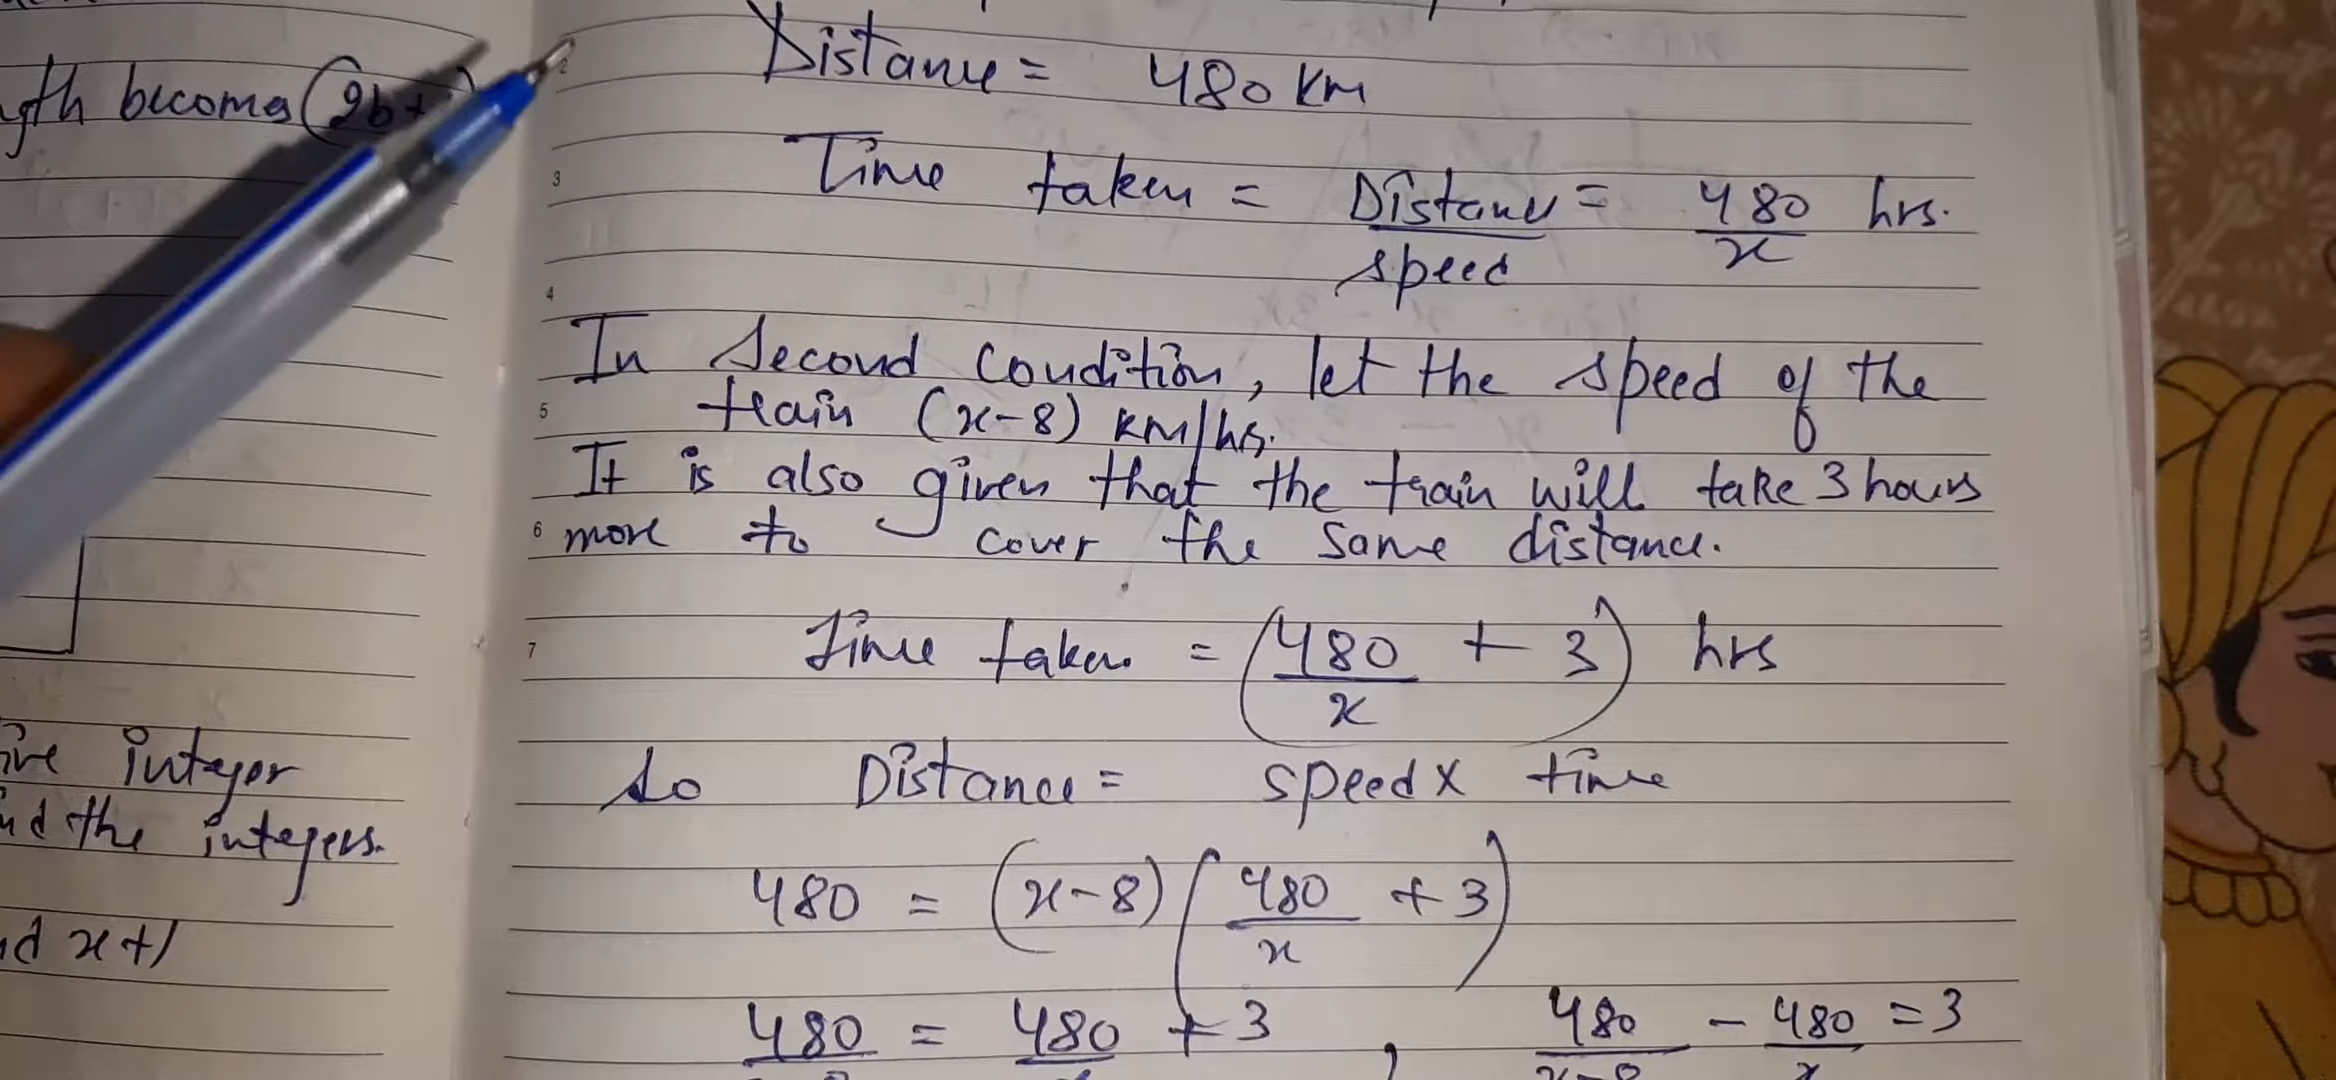 becomes (2b+
ive integer
nd the integers.
nd x+1
Distance = 480 km
Time taken = Distance/speed = 480/x hrs.
In second condition, let the speed of the
train (x-8) km/hrs.
It is also given that the train will take 3 hours
more to cover the same distance.
Time taken = (480/x + 3) hrs
So Distance = speed x time
480 = (x-8) (480/x + 3)
480/x-8 = 480/x + 3 , 480/x-8 - 480/x = 3